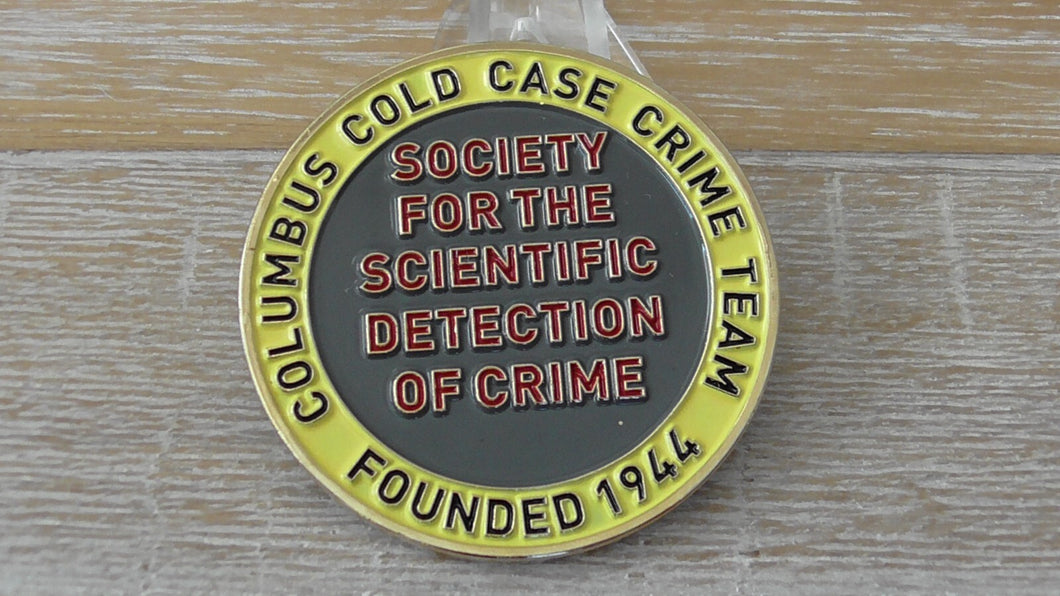 COLUMBUS COLD CASE CRIME TEAM
SOCIETY
FOR THE
SCIENTIFIC
DETECTION
OF CRIME
FOUNDED 1944